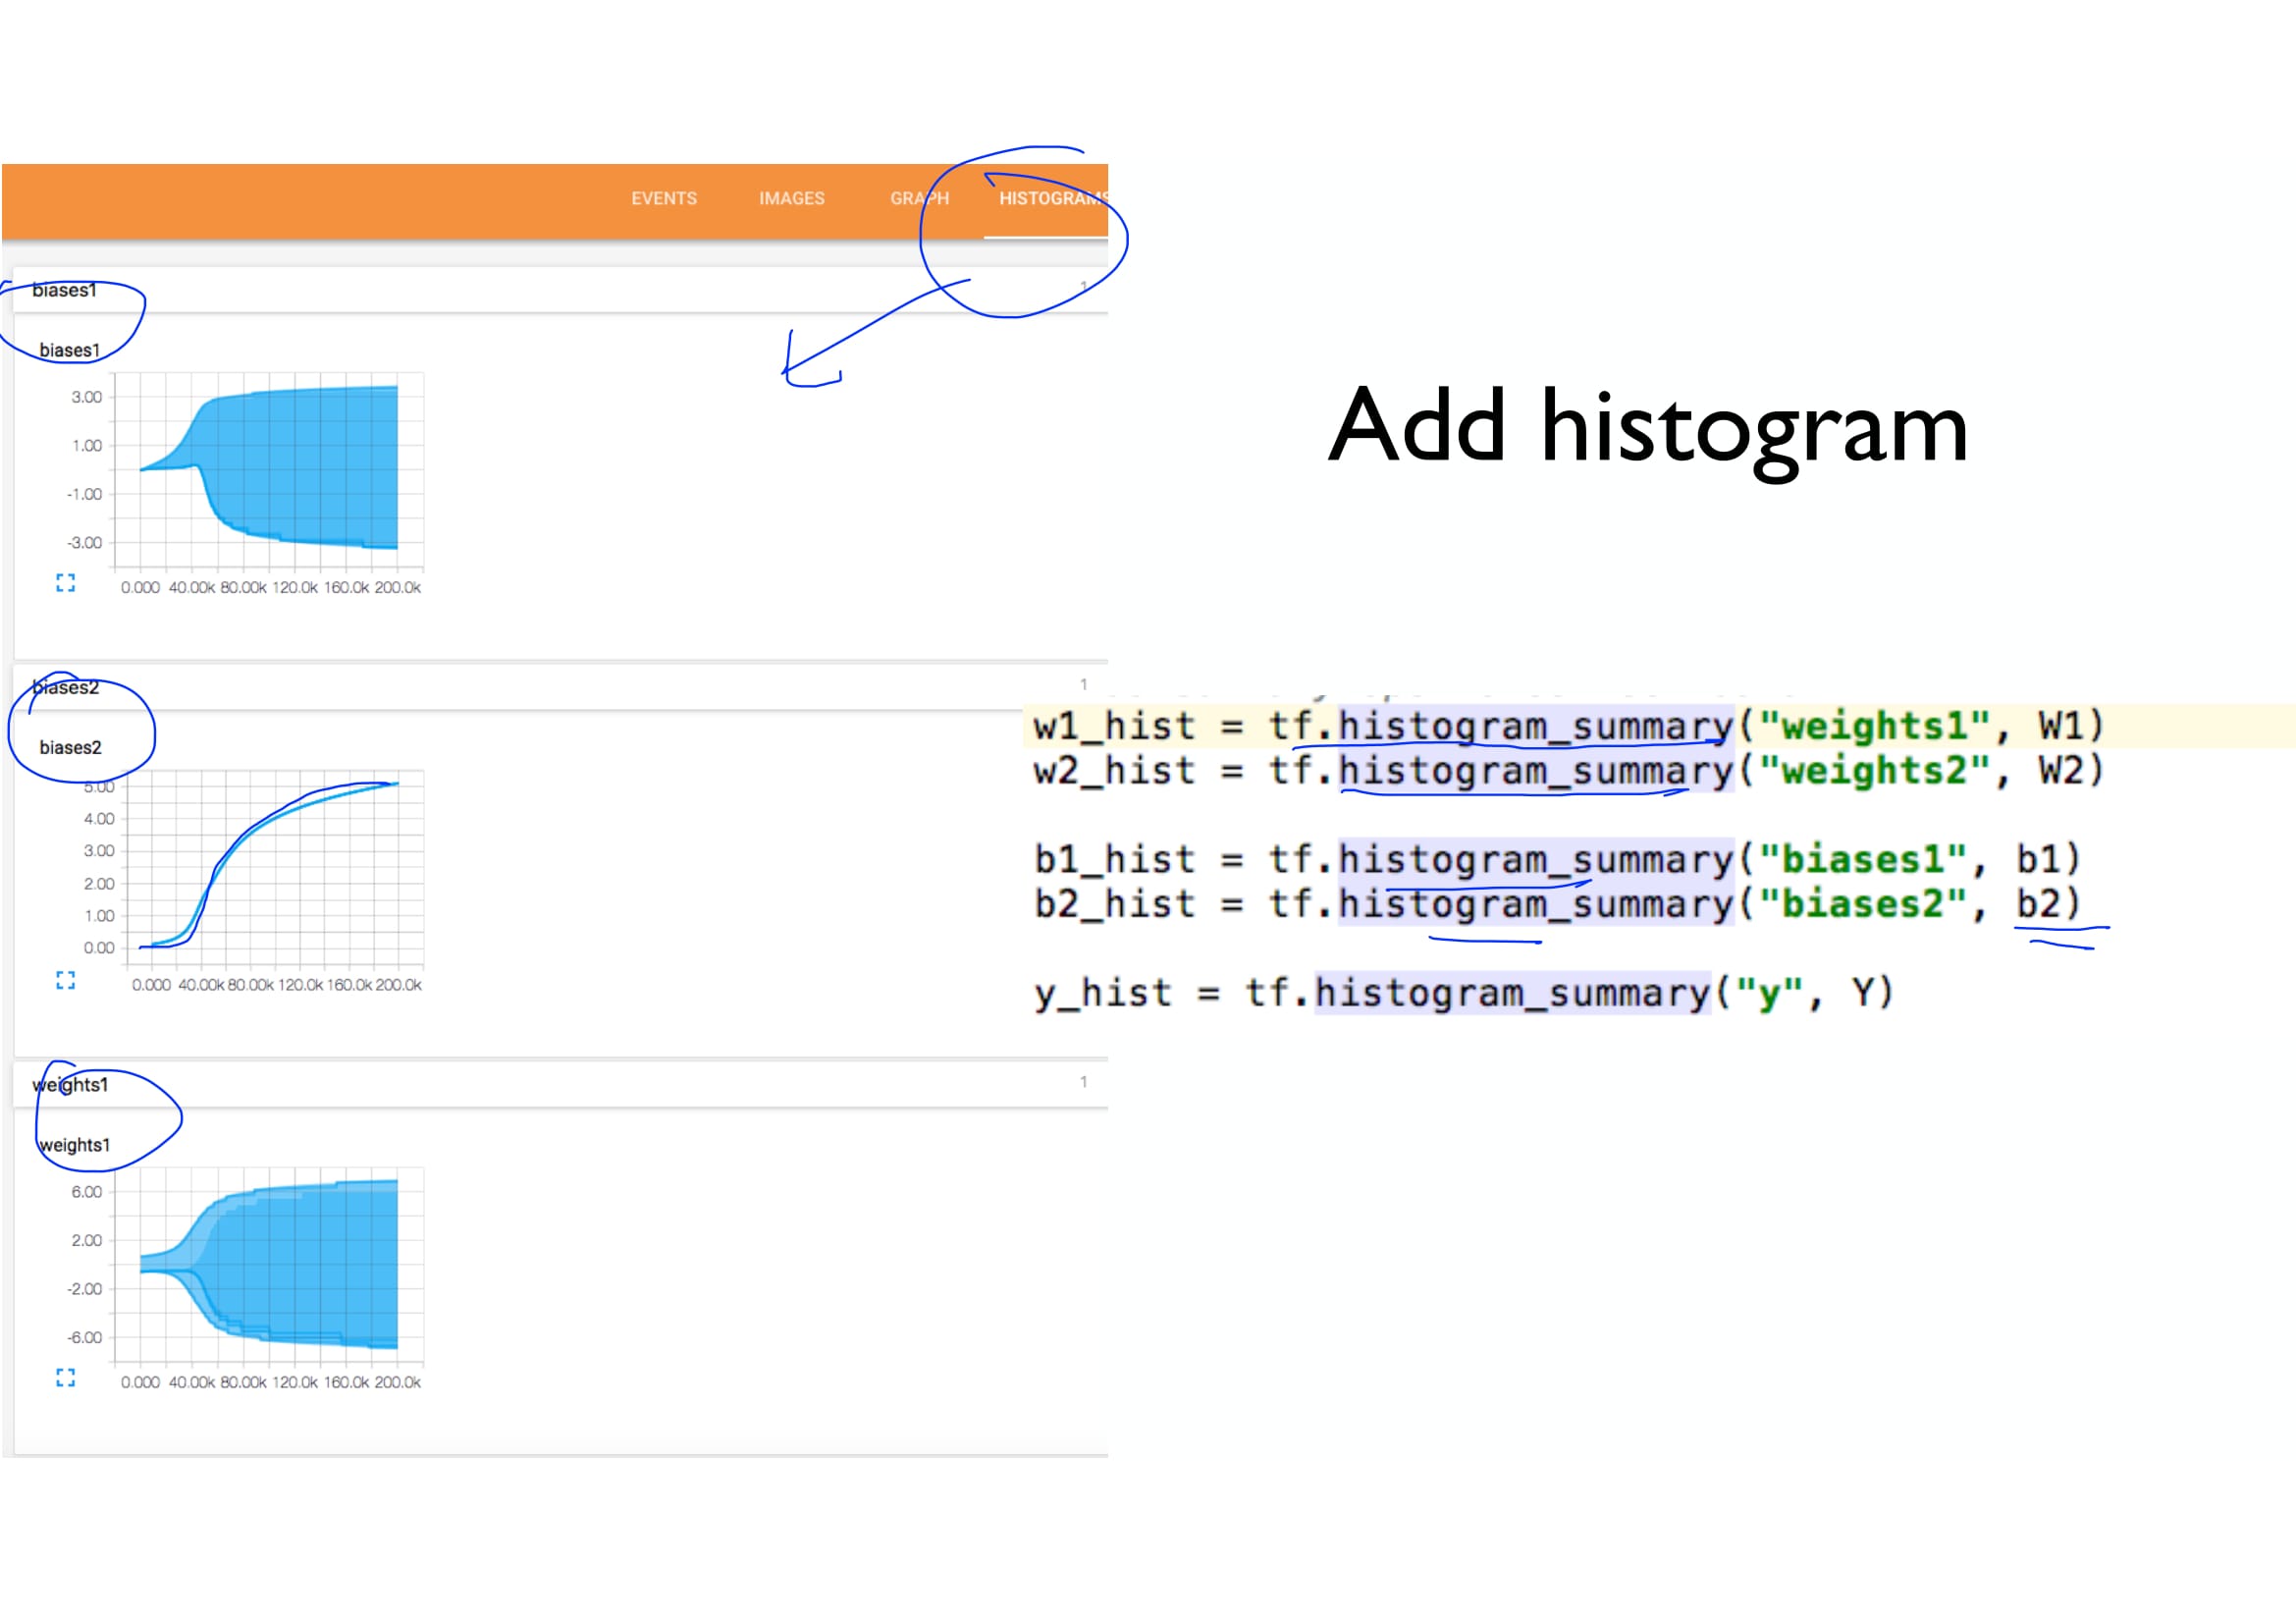 EVENTS IMAGES GRAPH HISTOGRAMS
biases1 1
biases1
3.00
1.00
-1.00
-3.00
0.000 40.00k 80.00k 120.0k 160.0k 200.0k
biases2 1
biases2
5.00
4.00
3.00
2.00
1.00
0.00
0.000 40.00k 80.00k 120.0k 160.0k 200.0k
weights1 1
weights1
6.00
2.00
-2.00
-6.00
0.000 40.00k 80.00k 120.0k 160.0k 200.0k
Add histogram
w1_hist = tf.histogram_summary("weights1", W1)
w2_hist = tf.histogram_summary("weights2", W2)
b1_hist = tf.histogram_summary("biases1", b1)
b2_hist = tf.histogram_summary("biases2", b2)
y_hist = tf.histogram_summary("y", Y)